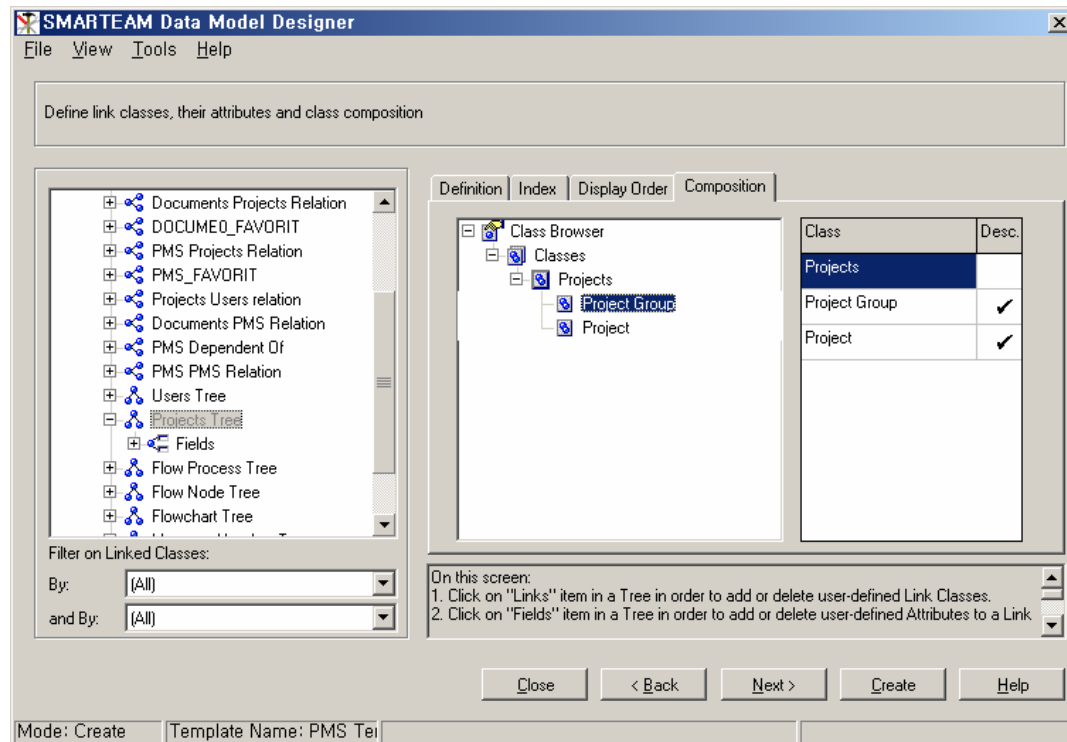 SMARTEAM Data Model Designer
File View Tools Help
Define link classes, their attributes and class composition
Documents Projects Relation
DOCUME0_FAVORIT
PMS Projects Relation
PMS_FAVORIT
Projects Users relation
Documents PMS Relation
PMS Dependent Of
PMS PMS Relation
Users Tree
Projects Tree
Fields
Flow Process Tree
Flow Node Tree
Flowchart Tree
Filter on Linked Classes:
By: (All)
and By: (All)
Definition Index Display Order Composition
Class Browser
Classes
Projects
Project Group
Project
Class Desc.
Projects
Project Group ✓
Project ✓
On this screen:
1. Click on "Links" item in a Tree in order to add or delete user-defined Link Classes.
2. Click on "Fields" item in a Tree in order to add or delete user-defined Attributes to a Link
Close < Back Next > Create Help
Mode: Create Template Name: PMS Te